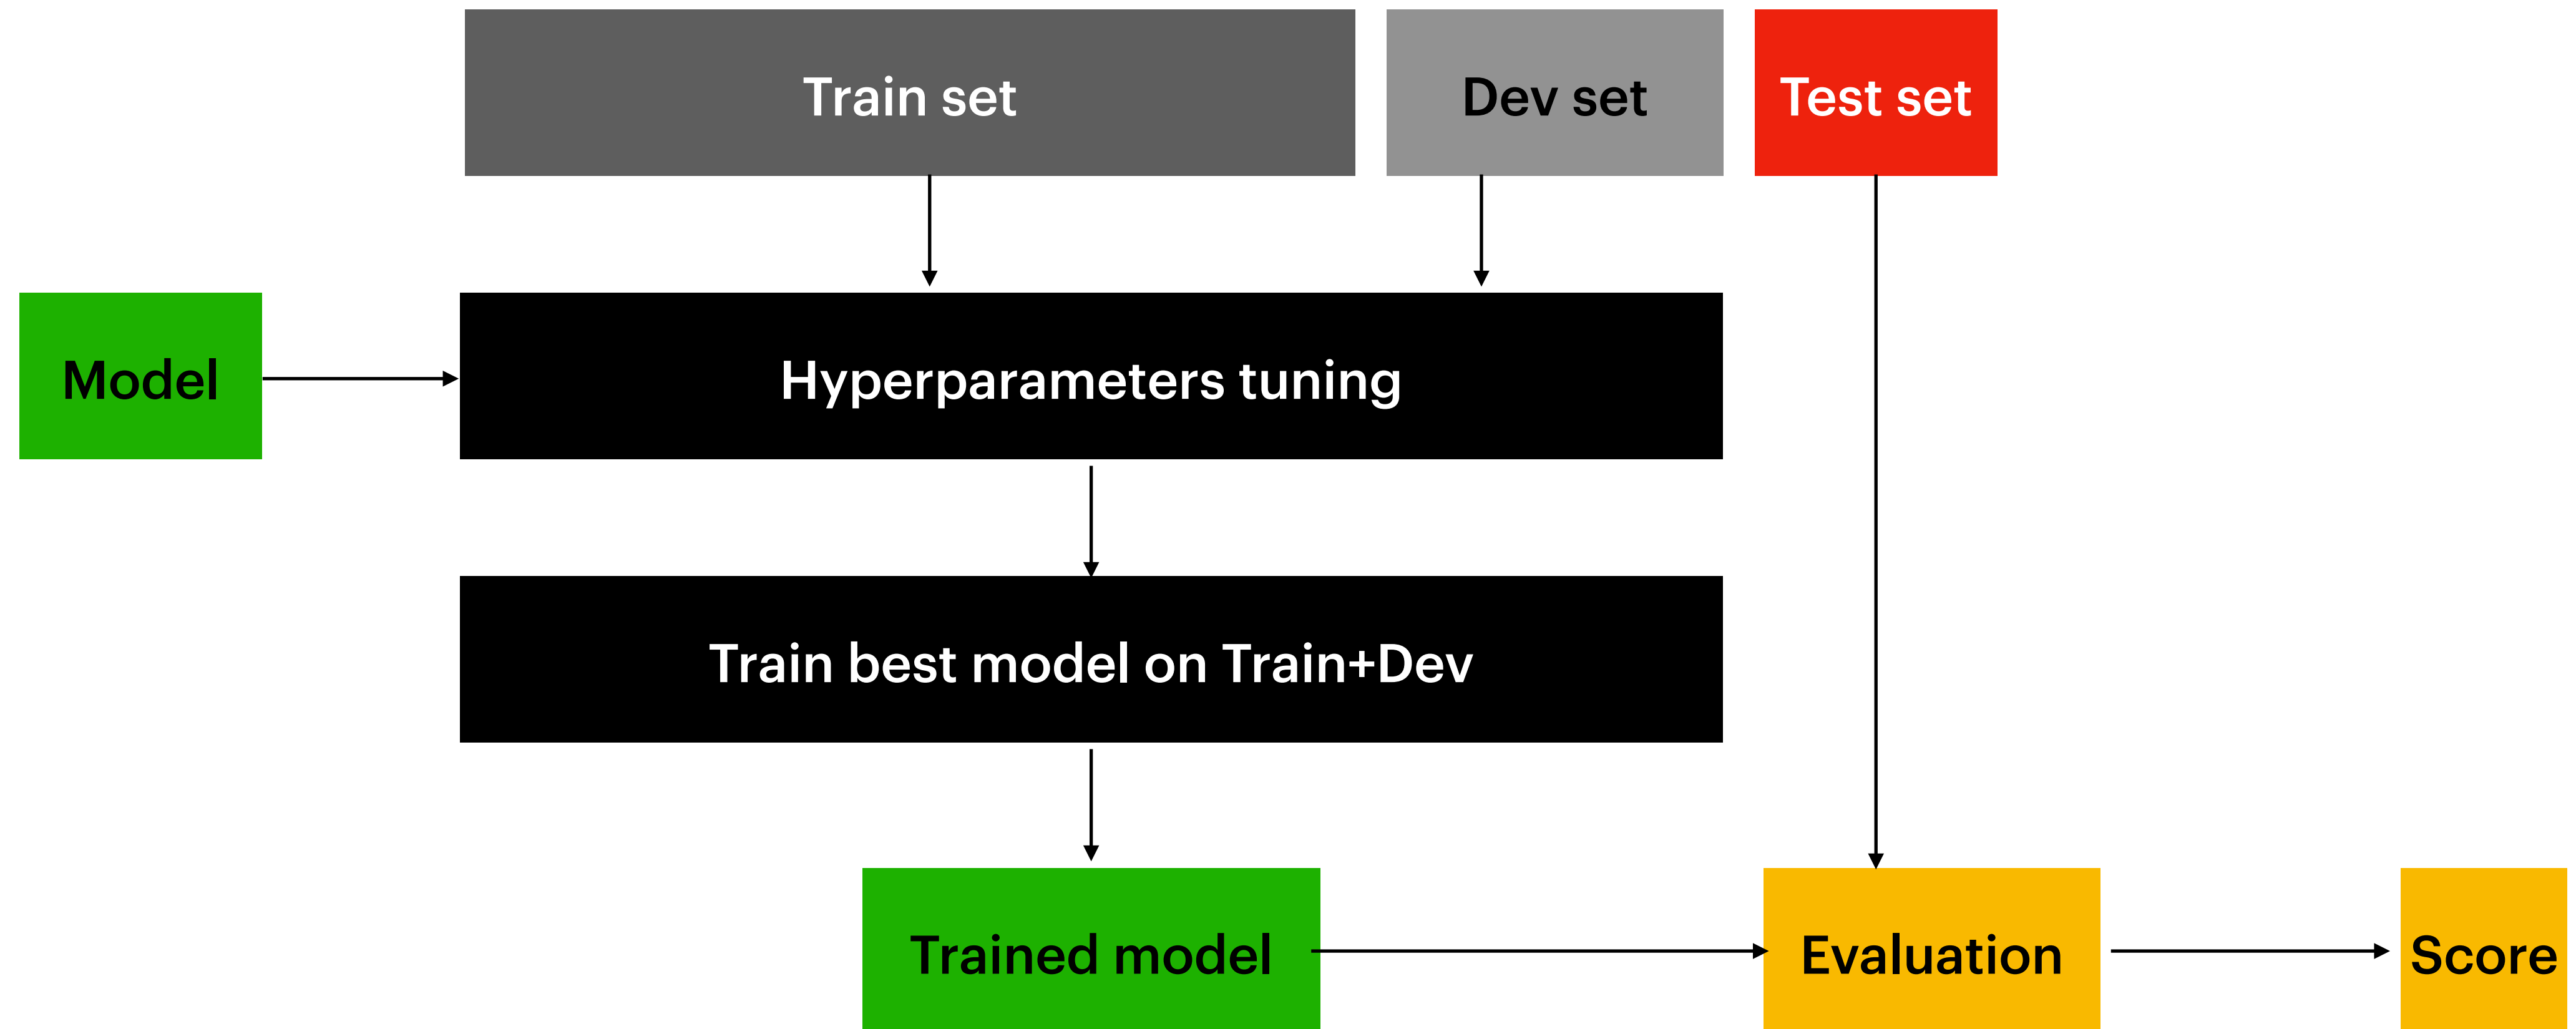 Train set
Dev set
Test set
Model
Hyperparameters tuning
Train best model on Train+Dev
Trained model
Evaluation
Score